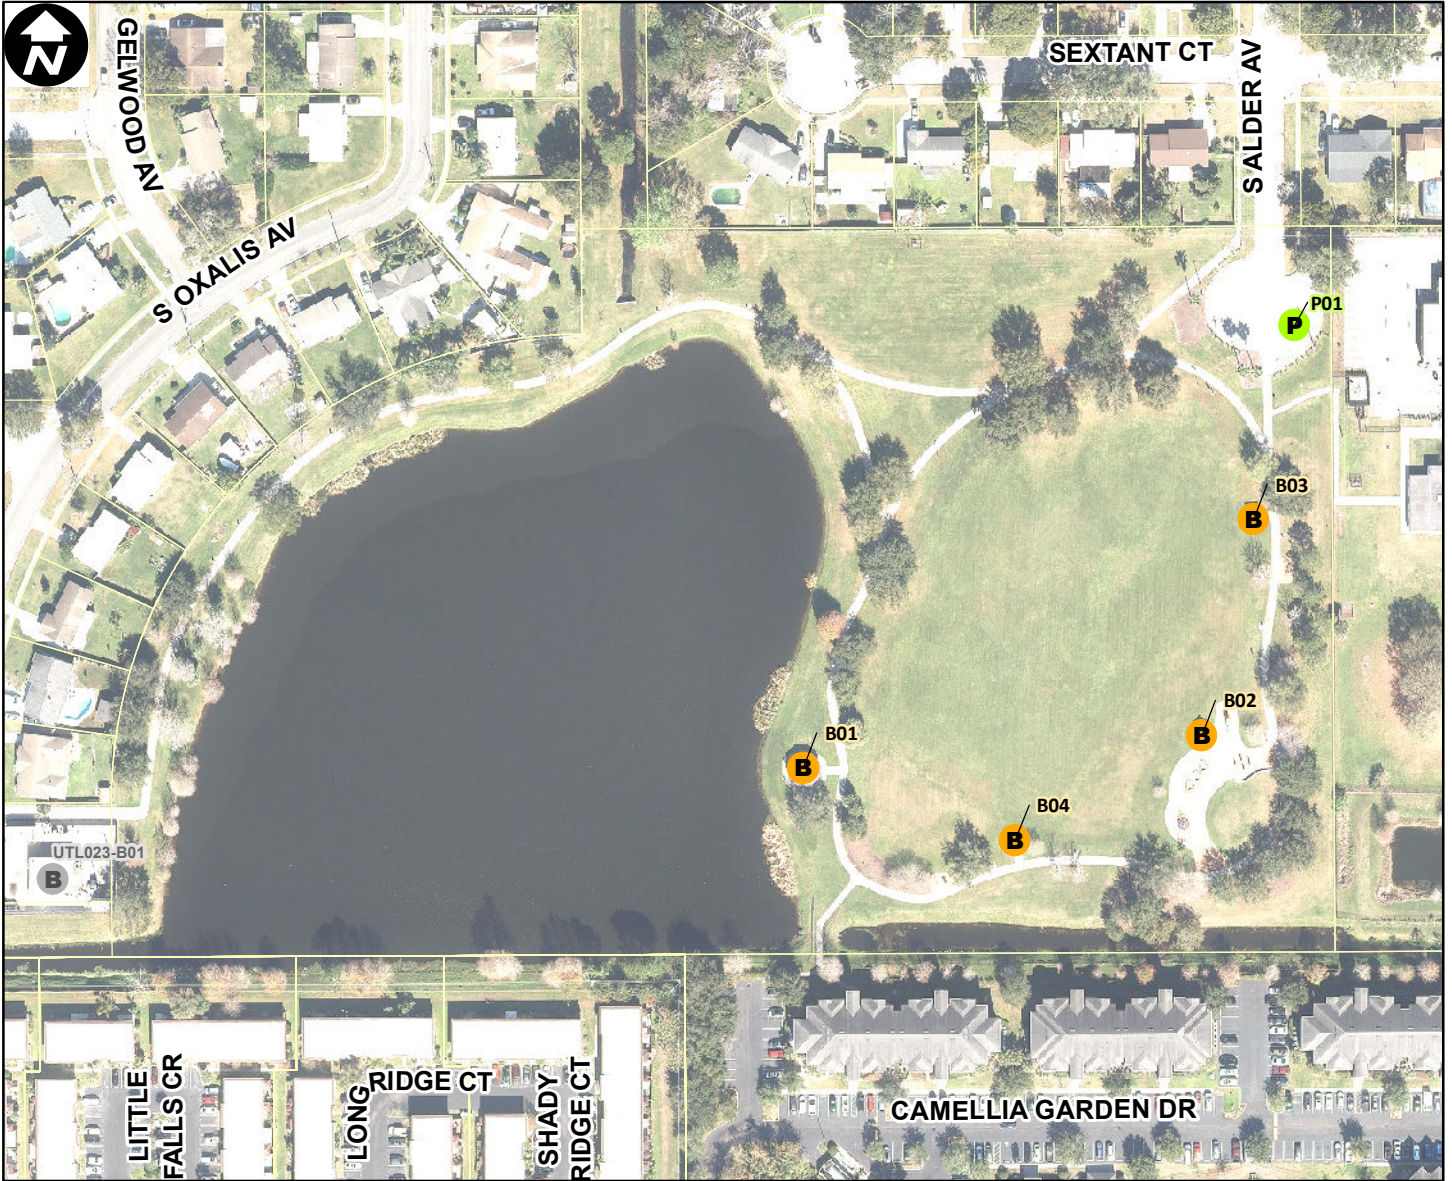 N
GELWOOD AV
S OXALIS AV
SEXTANT CT
S ALDER AV
P01
P
B03
B
B02
B
B01
B
B04
B
UTL023-B01
B
LITTLE
FALLS CR
LONG
RIDGE CT
SHADY
RIDGE CT
CAMELLIA GARDEN DR